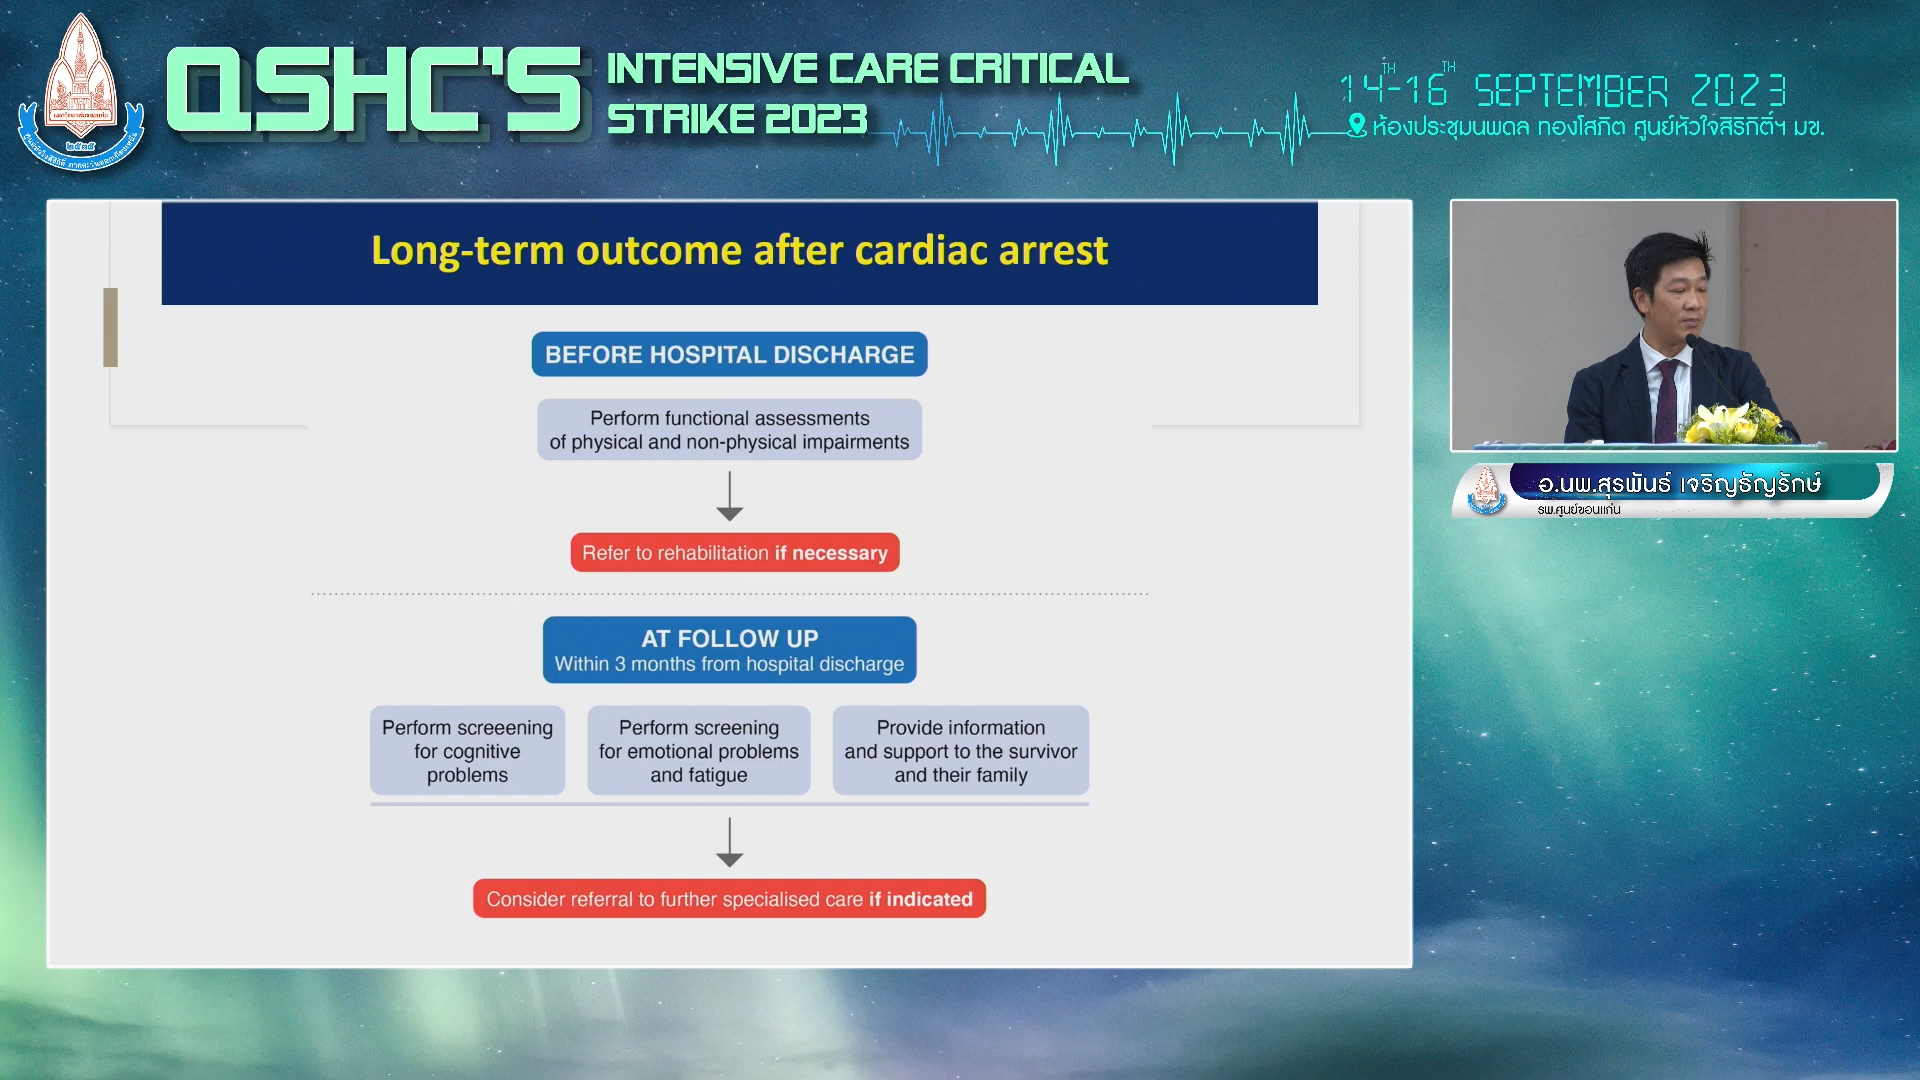 QSHC'S
INTENSIVE CARE CRITICAL
STRIKE 2023
14TH-16TH SEPTEMBER 2023
ห้องประชุมนพดล ทองโสภิต ศูนย์หัวใจสิริกิติ์ฯ มข.
Long-term outcome after cardiac arrest
BEFORE HOSPITAL DISCHARGE
Perform functional assessments
of physical and non-physical impairments
Refer to rehabilitation if necessary
AT FOLLOW UP
Within 3 months from hospital discharge
Perform screeening
for cognitive
problems
Perform screening
for emotional problems
and fatigue
Provide information
and support to the survivor
and their family
Consider referral to further specialised care if indicated
อ.นพ.สุรพันธ์ เจริญธัญรักษ์
รพ.ศูนย์ขอนแก่น